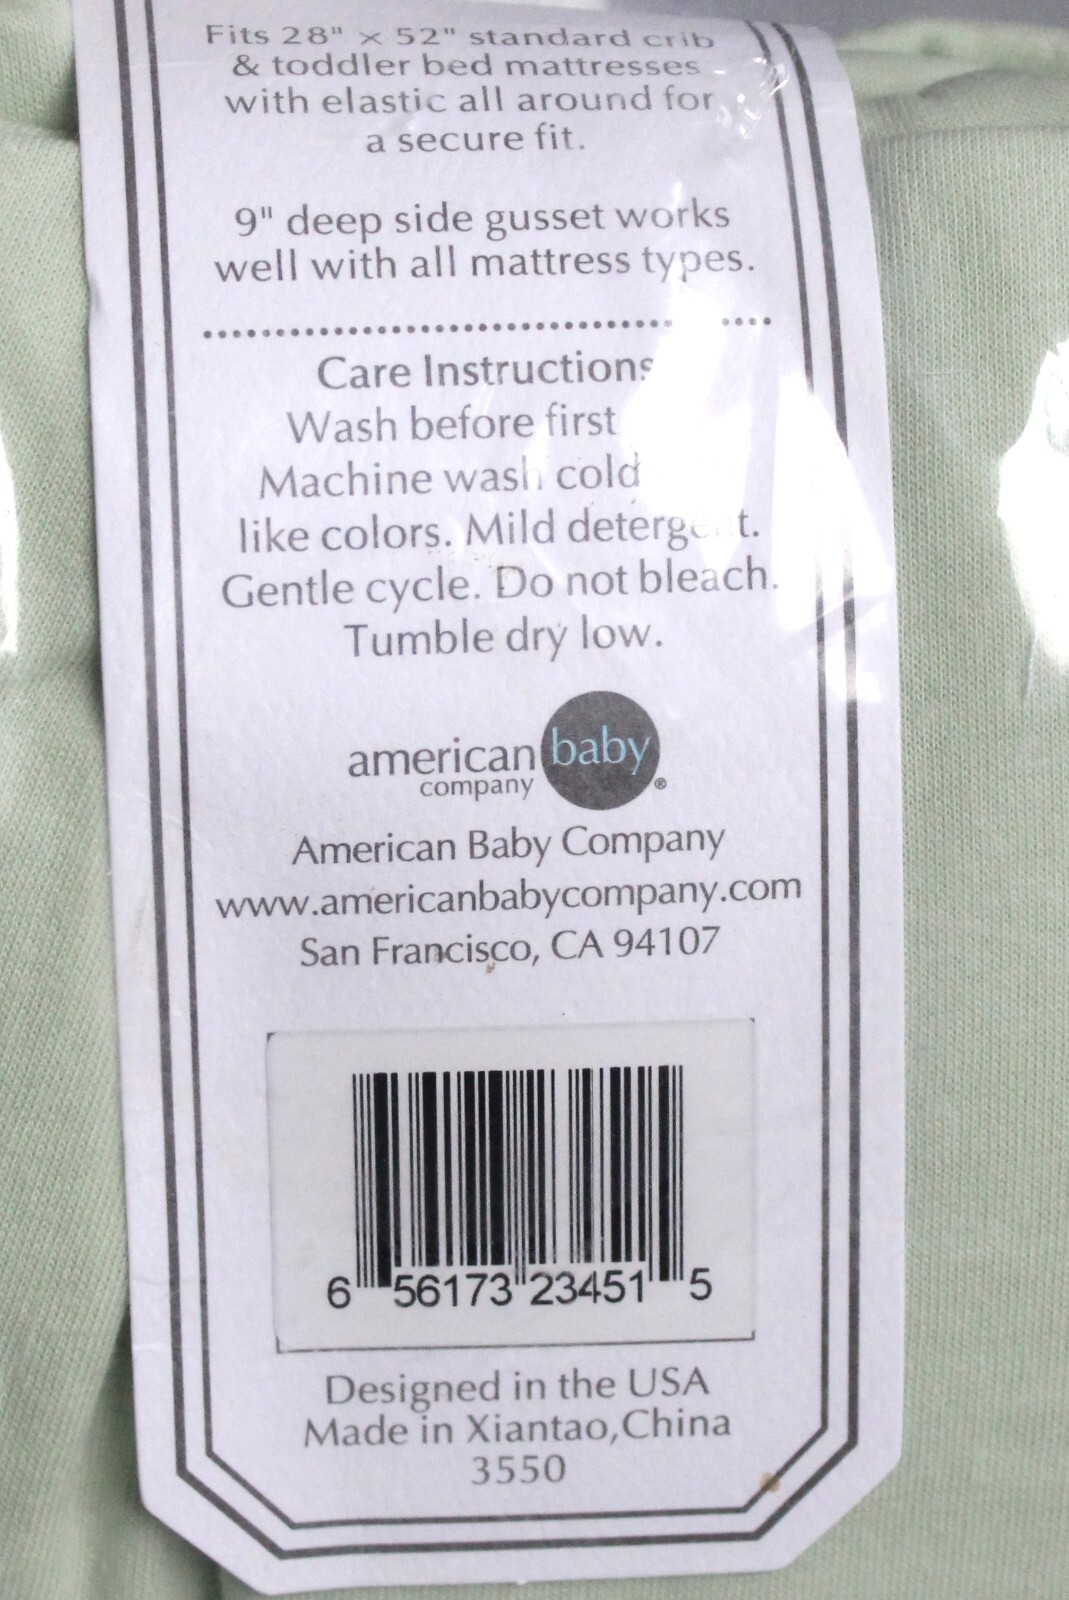 Fits 28" x 52" standard crib
& toddler bed mattresses
with elastic all around for
a secure fit.
9" deep side gusset works
well with all mattress types.
Care Instructions
Wash before first
Machine wash cold
like colors. Mild detergent.
Gentle cycle. Do not bleach.
Tumble dry low.
american baby
company ®
American Baby Company
www.americanbabycompany.com
San Francisco, CA 94107
6 56173 23451 5
Designed in the USA
Made in Xiantao,China
3550